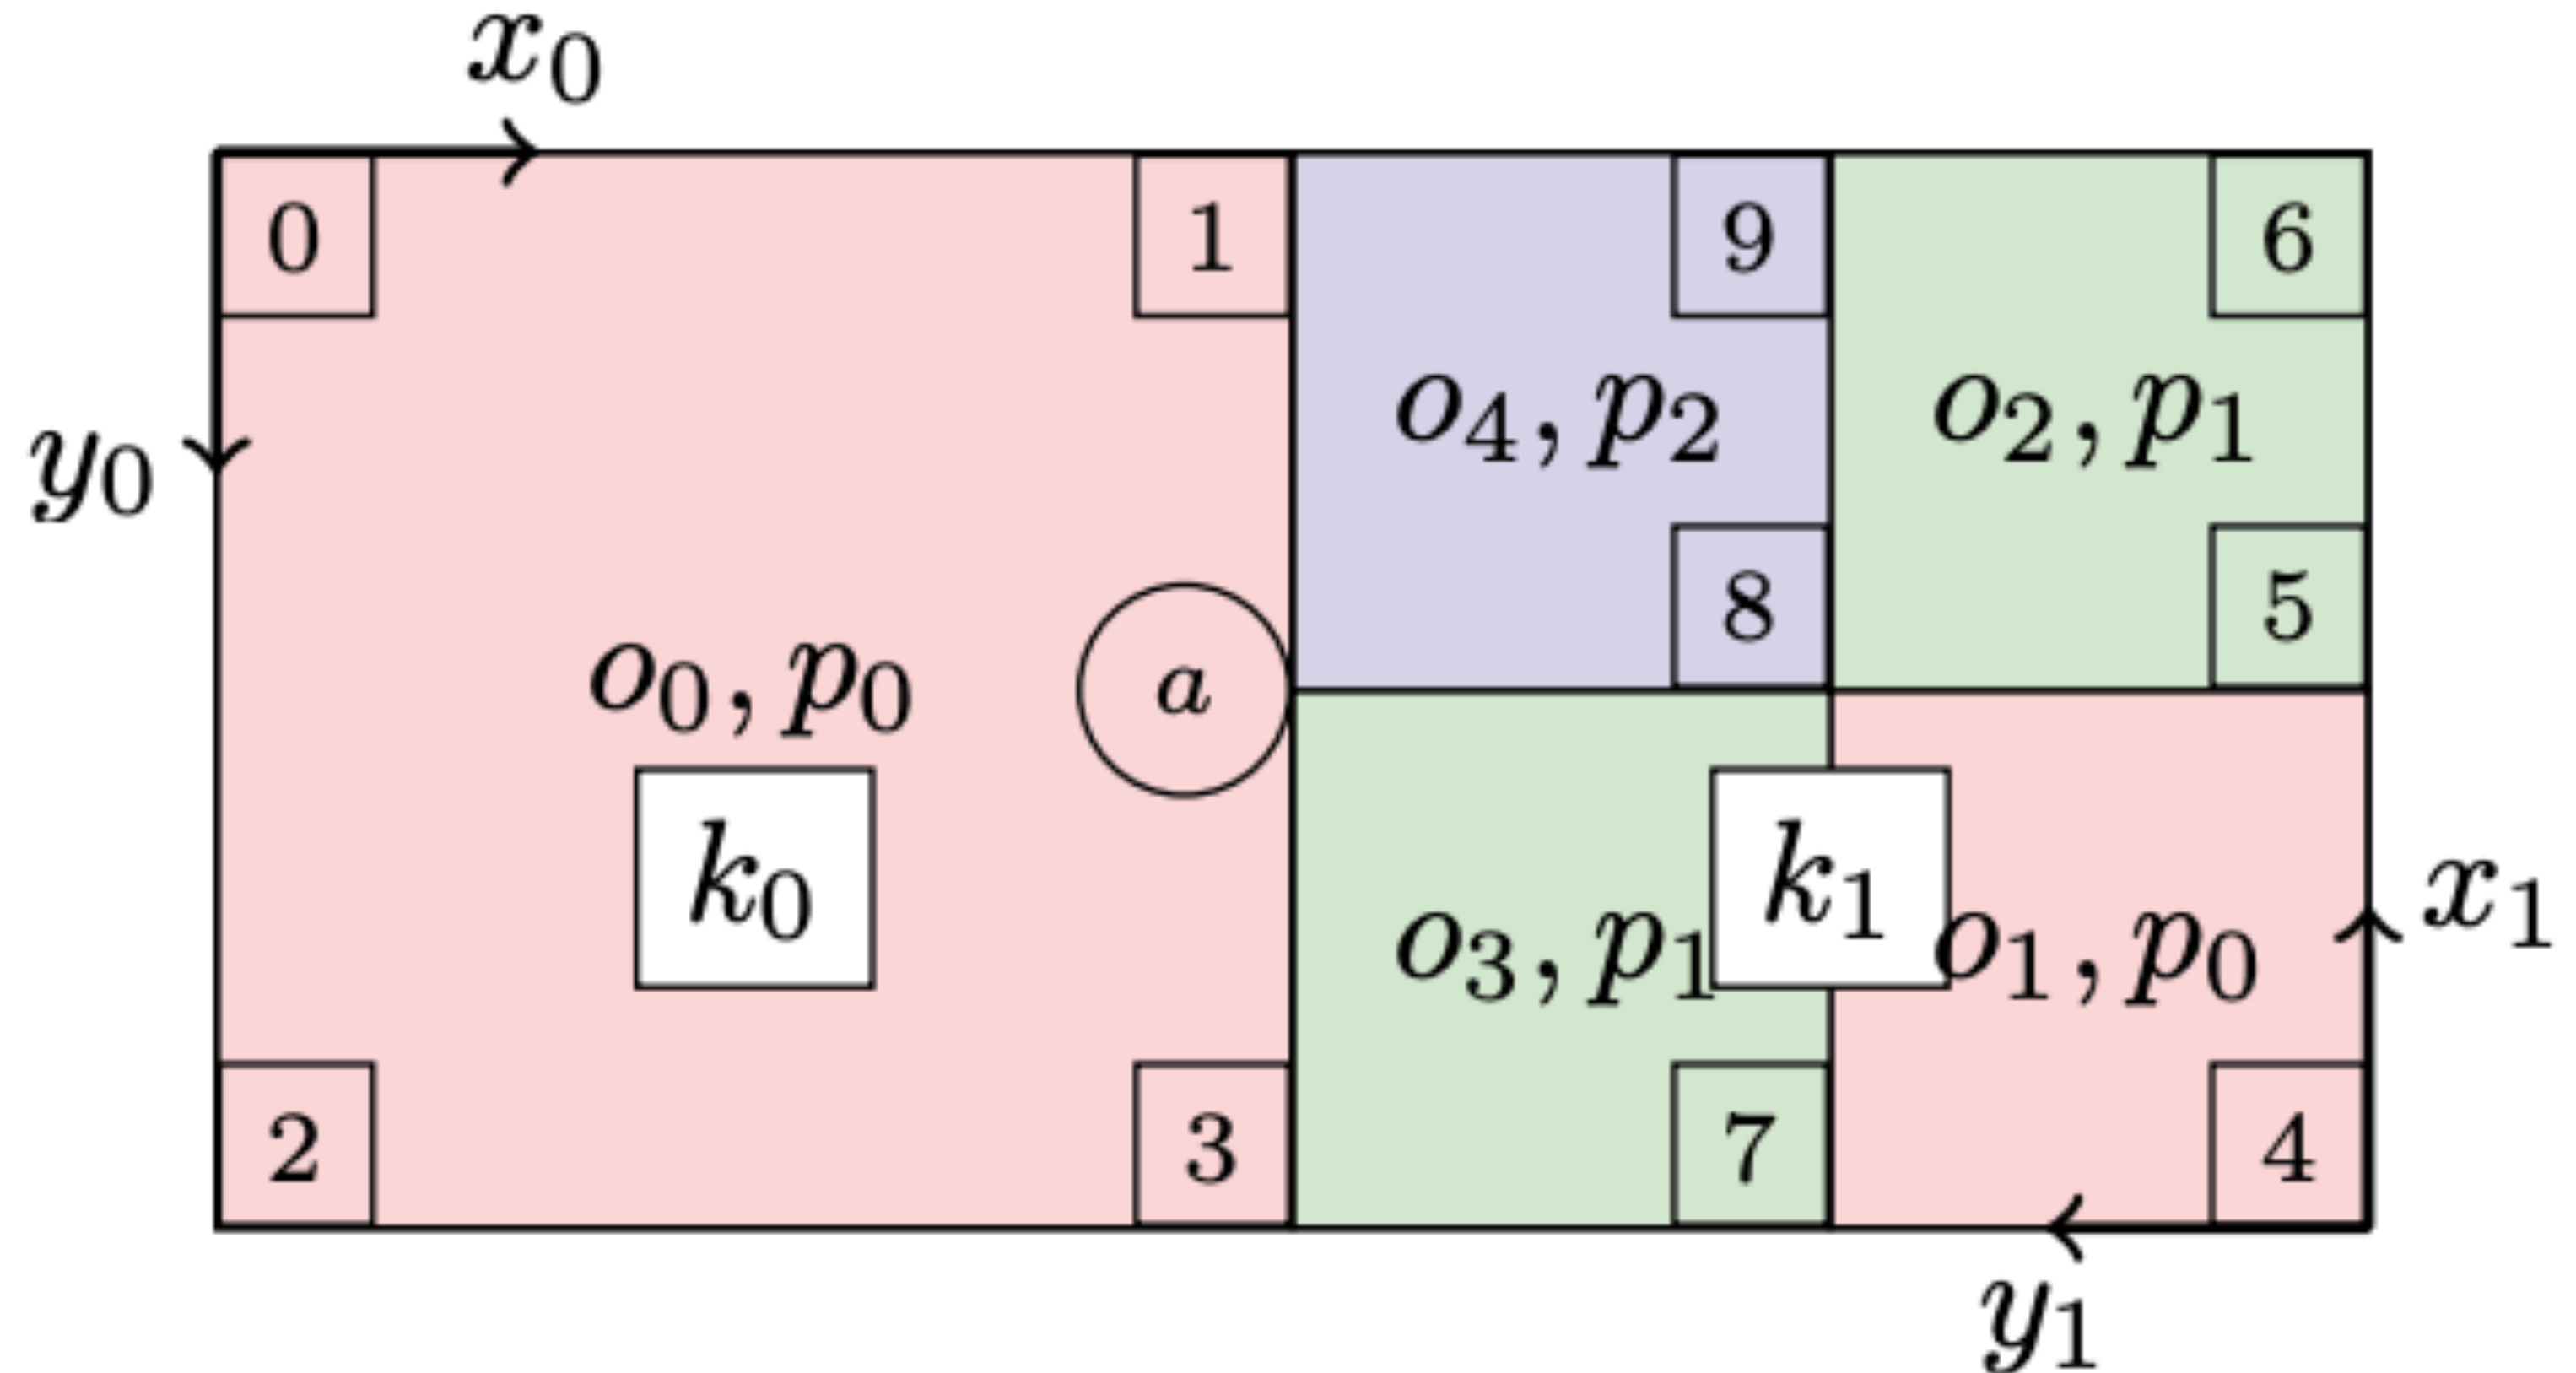 x₀
0 1 9 6
y₀
o₄, p₂ o₂, p₁
8 5
o₀, p₀ a
k₀ k₁ x₁
o₃, p₁ o₁, p₀
2 3 7 4
y₁